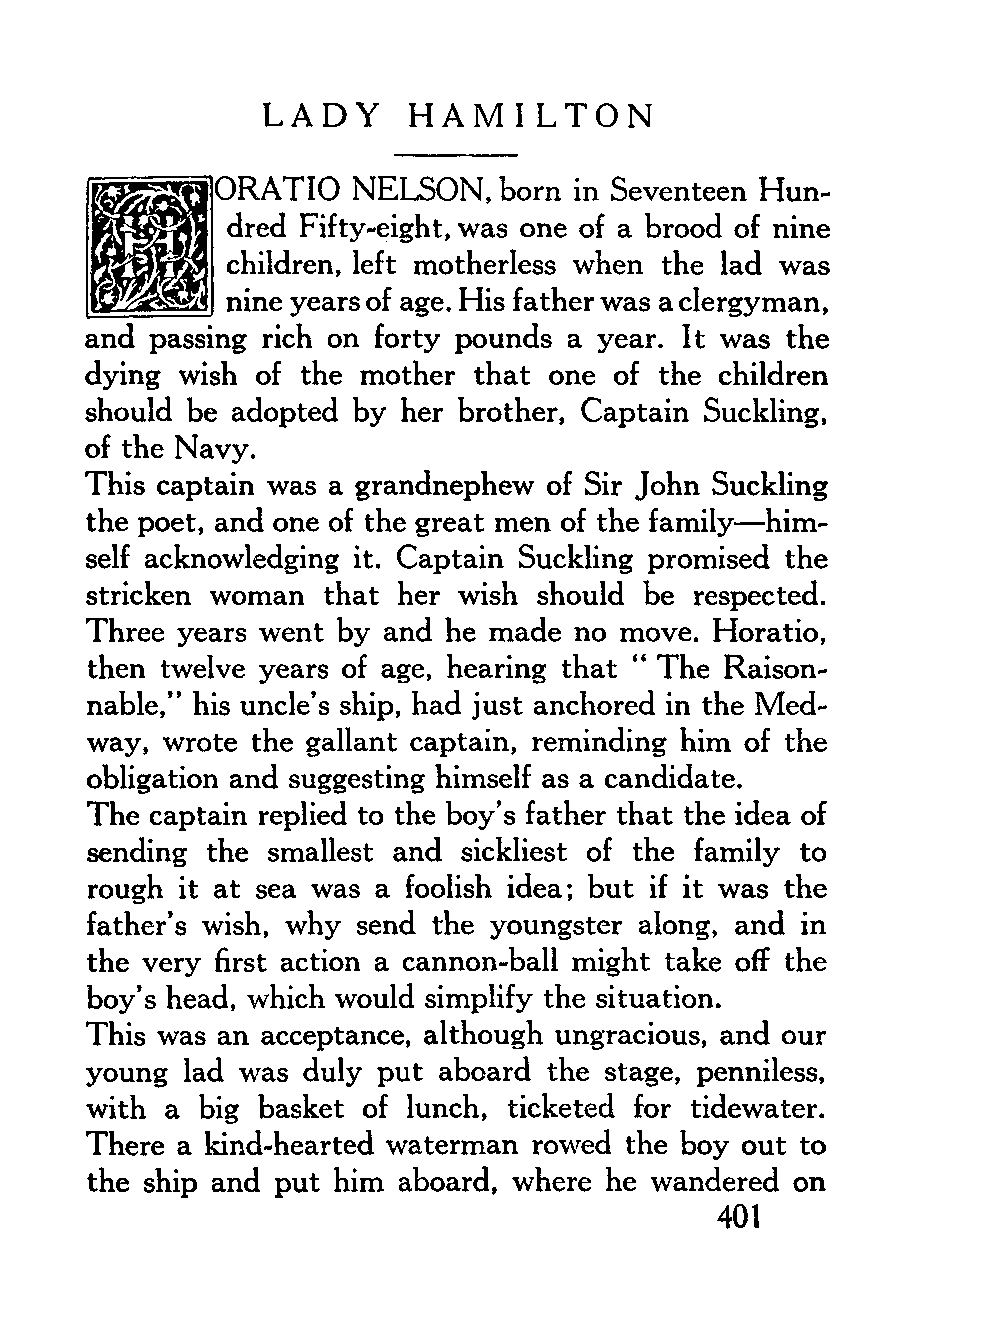 LADY HAMILTON
HORATIO NELSON, born in Seventeen Hun-
dred Fifty-eight, was one of a brood of nine
children, left motherless when the lad was
nine years of age. His father was a clergyman,
and passing rich on forty pounds a year. It was the
dying wish of the mother that one of the children
should be adopted by her brother, Captain Suckling,
of the Navy.
This captain was a grandnephew of Sir John Suckling
the poet, and one of the great men of the family—him-
self acknowledging it. Captain Suckling promised the
stricken woman that her wish should be respected.
Three years went by and he made no move. Horatio,
then twelve years of age, hearing that “ The Raison-
nable,” his uncle’s ship, had just anchored in the Med-
way, wrote the gallant captain, reminding him of the
obligation and suggesting himself as a candidate.
The captain replied to the boy’s father that the idea of
sending the smallest and sickliest of the family to
rough it at sea was a foolish idea; but if it was the
father’s wish, why send the youngster along, and in
the very first action a cannon-ball might take off the
boy’s head, which would simplify the situation.
This was an acceptance, although ungracious, and our
young lad was duly put aboard the stage, penniless,
with a big basket of lunch, ticketed for tidewater.
There a kind-hearted waterman rowed the boy out to
the ship and put him aboard, where he wandered on
401